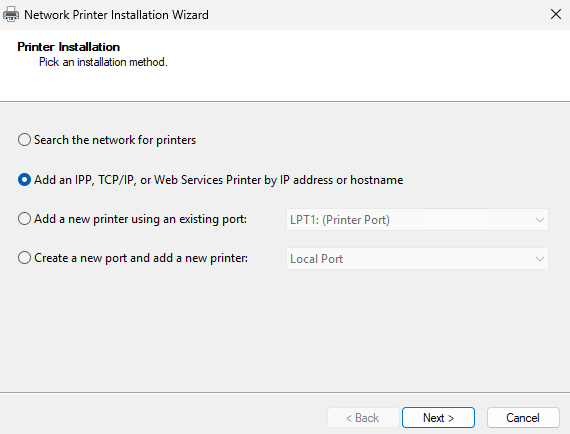 Network Printer Installation Wizard
Printer Installation
Pick an installation method.
Search the network for printers
Add an IPP, TCP/IP, or Web Services Printer by IP address or hostname
Add a new printer using an existing port: LPT1: (Printer Port)
Create a new port and add a new printer: Local Port
< Back Next > Cancel